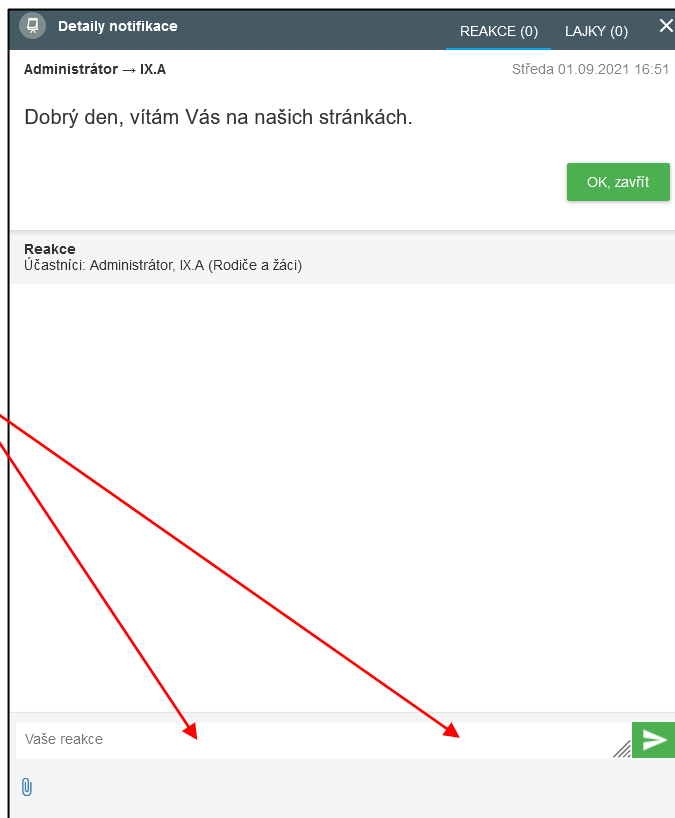 Detaily notifikace
REAKCE (0) LAJKY (0)
Administrátor → IX.A
Středa 01.09.2021 16:51
Dobrý den, vítám Vás na našich stránkách.
OK, zavřít
Reakce
Účastníci: Administrátor, IX.A (Rodiče a žáci)
Vaše reakce